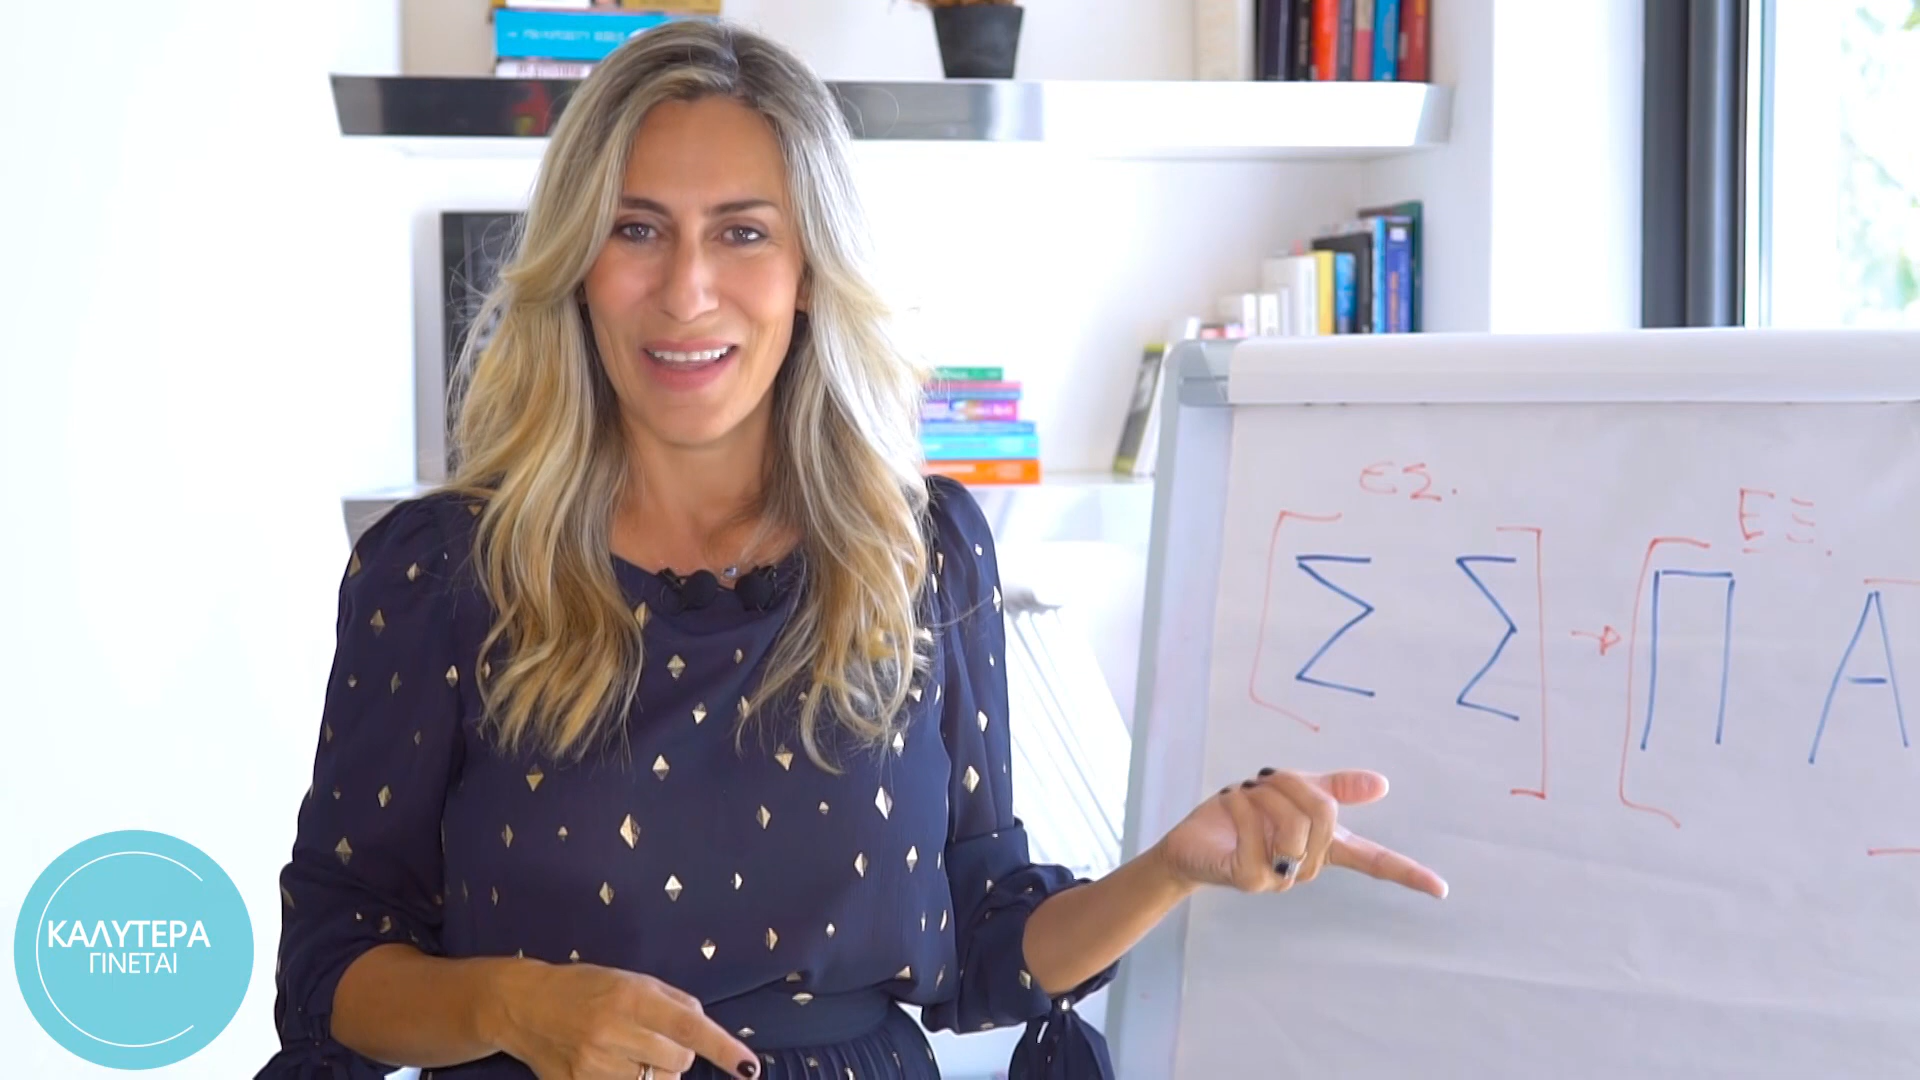 ΕΣ.
ΕΞ.
Σ Σ → Π Α
ΚΑΛΥΤΕΡΑ
ΓΙΝΕΤΑΙ